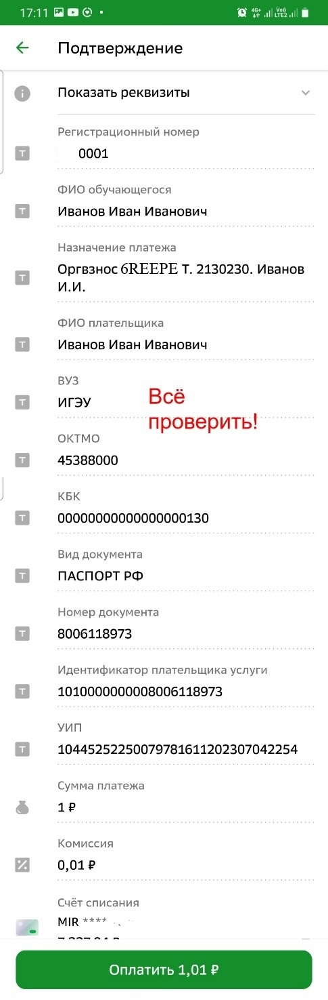 17:11
4G+ Vo)) LTE2
Подтверждение
Показать реквизиты
Регистрационный номер
0001
ФИО обучающегося
Иванов Иван Иванович
Назначение платежа
Оргвзнос 6REEPE Т. 2130230. Иванов
И.И.
ФИО плательщика
Иванов Иван Иванович
ВУЗ
ИГЭУ
Всё
проверить!
ОКТМО
45388000
КБК
00000000000000000130
Вид документа
ПАСПОРТ РФ
Номер документа
8006118973
Идентификатор плательщика услуги
1010000000008006118973
УИП
10445252250079781611202307042254
Сумма платежа
1 ₽
Комиссия
0,01 ₽
Счёт списания
MIR ****
Оплатить 1,01 ₽